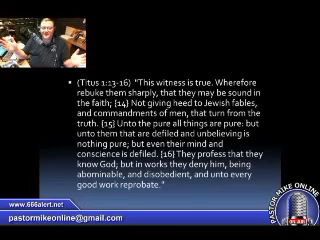 ▪ (Titus 1:13-16) "This witness is true. Wherefore
rebuke them sharply, that they may be sound in
the faith; {14} Not giving heed to Jewish fables,
and commandments of men, that turn from the
truth. {15} Unto the pure all things are pure: but
unto them that are defiled and unbelieving is
nothing pure; but even their mind and
conscience is defiled. {16} They profess that they
know God; but in works they deny him, being
abominable, and disobedient, and unto every
good work reprobate."
www.666alert.net
pastormikeonline@gmail.com
PASTOR MIKE ONLINE
ON AIR